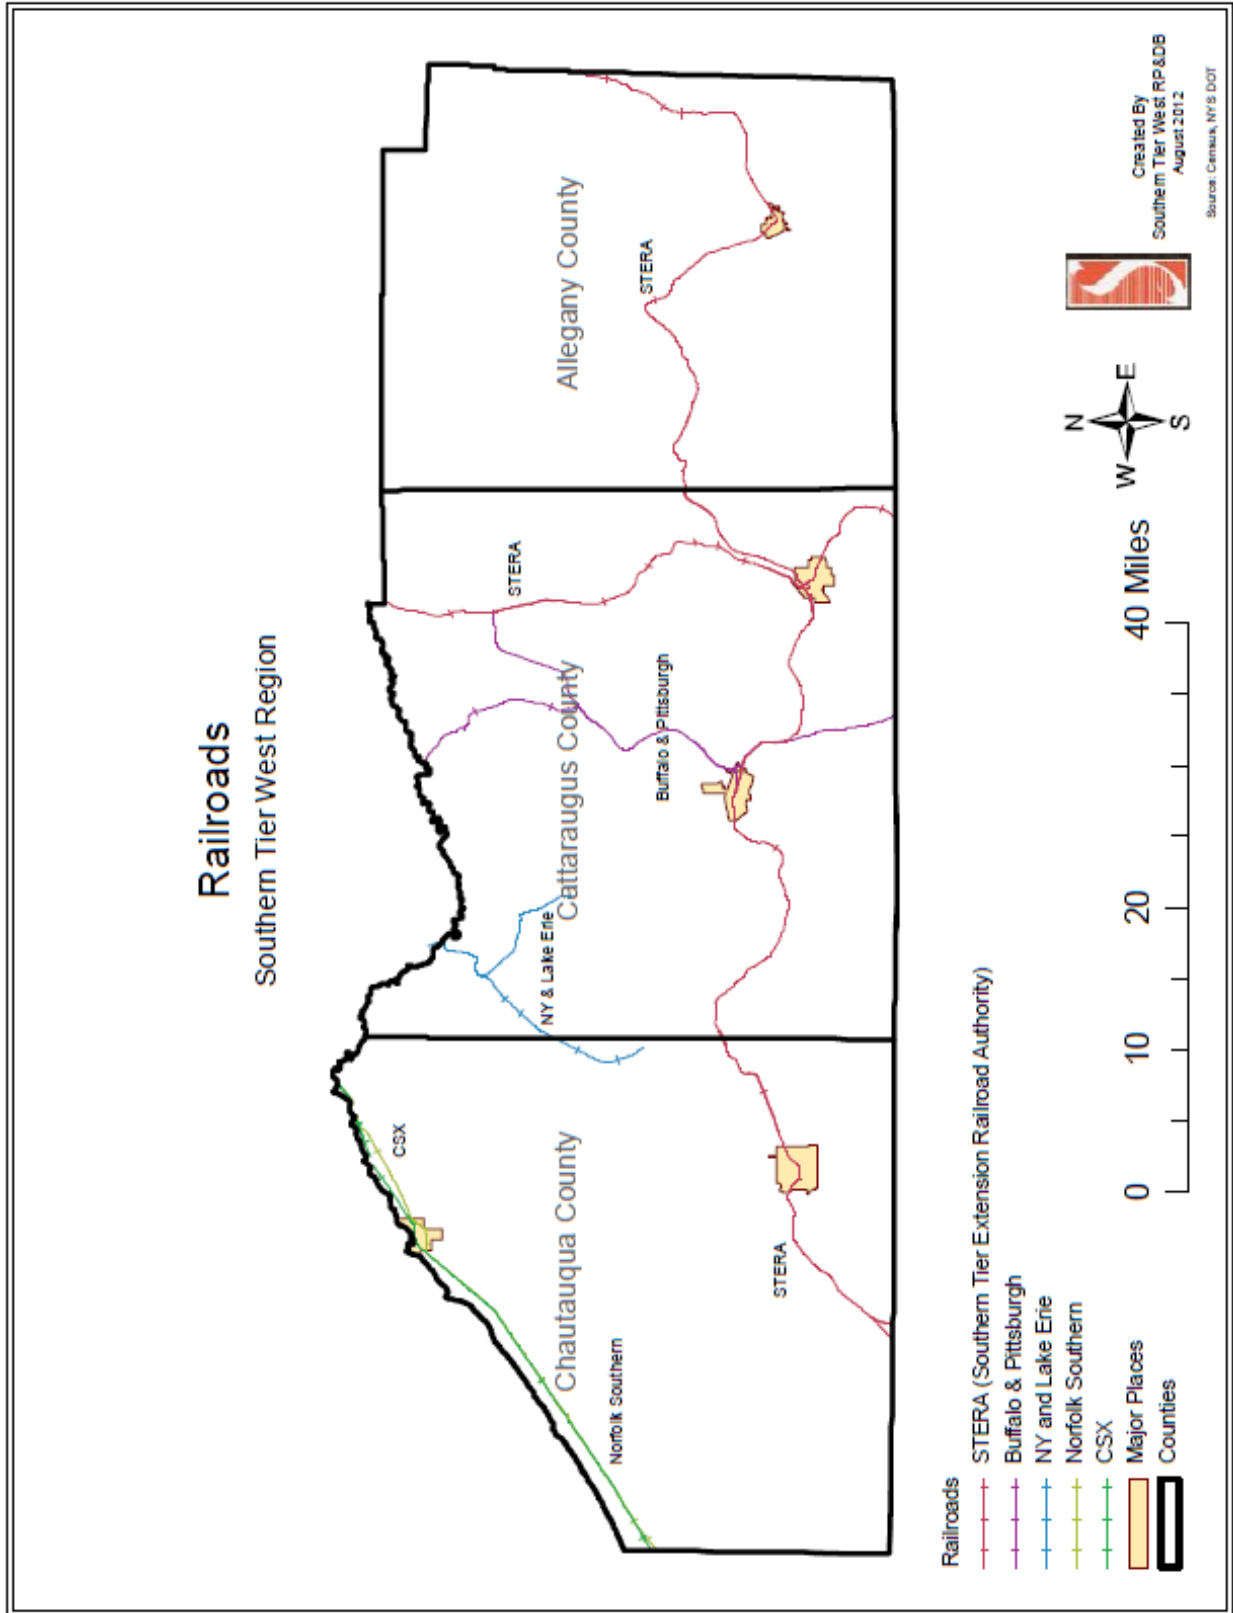 Railroads
Southern Tier West Region
CSX
NY & Lake Erie
STERA
Chautauqua County
Cattaraugus County
Allegany County
Norfolk Southern
Buffalo & Pittsburgh
STERA
STERA
Railroads
STERA (Southern Tier Extension Railroad Authority)
Buffalo & Pittsburgh
NY and Lake Erie
Norfolk Southern
CSX
Major Places
Counties
0
10
20
40 Miles
N
W
E
S
Created By
Southern Tier West RP&DB
August 2012
Source: Census, NYS DOT